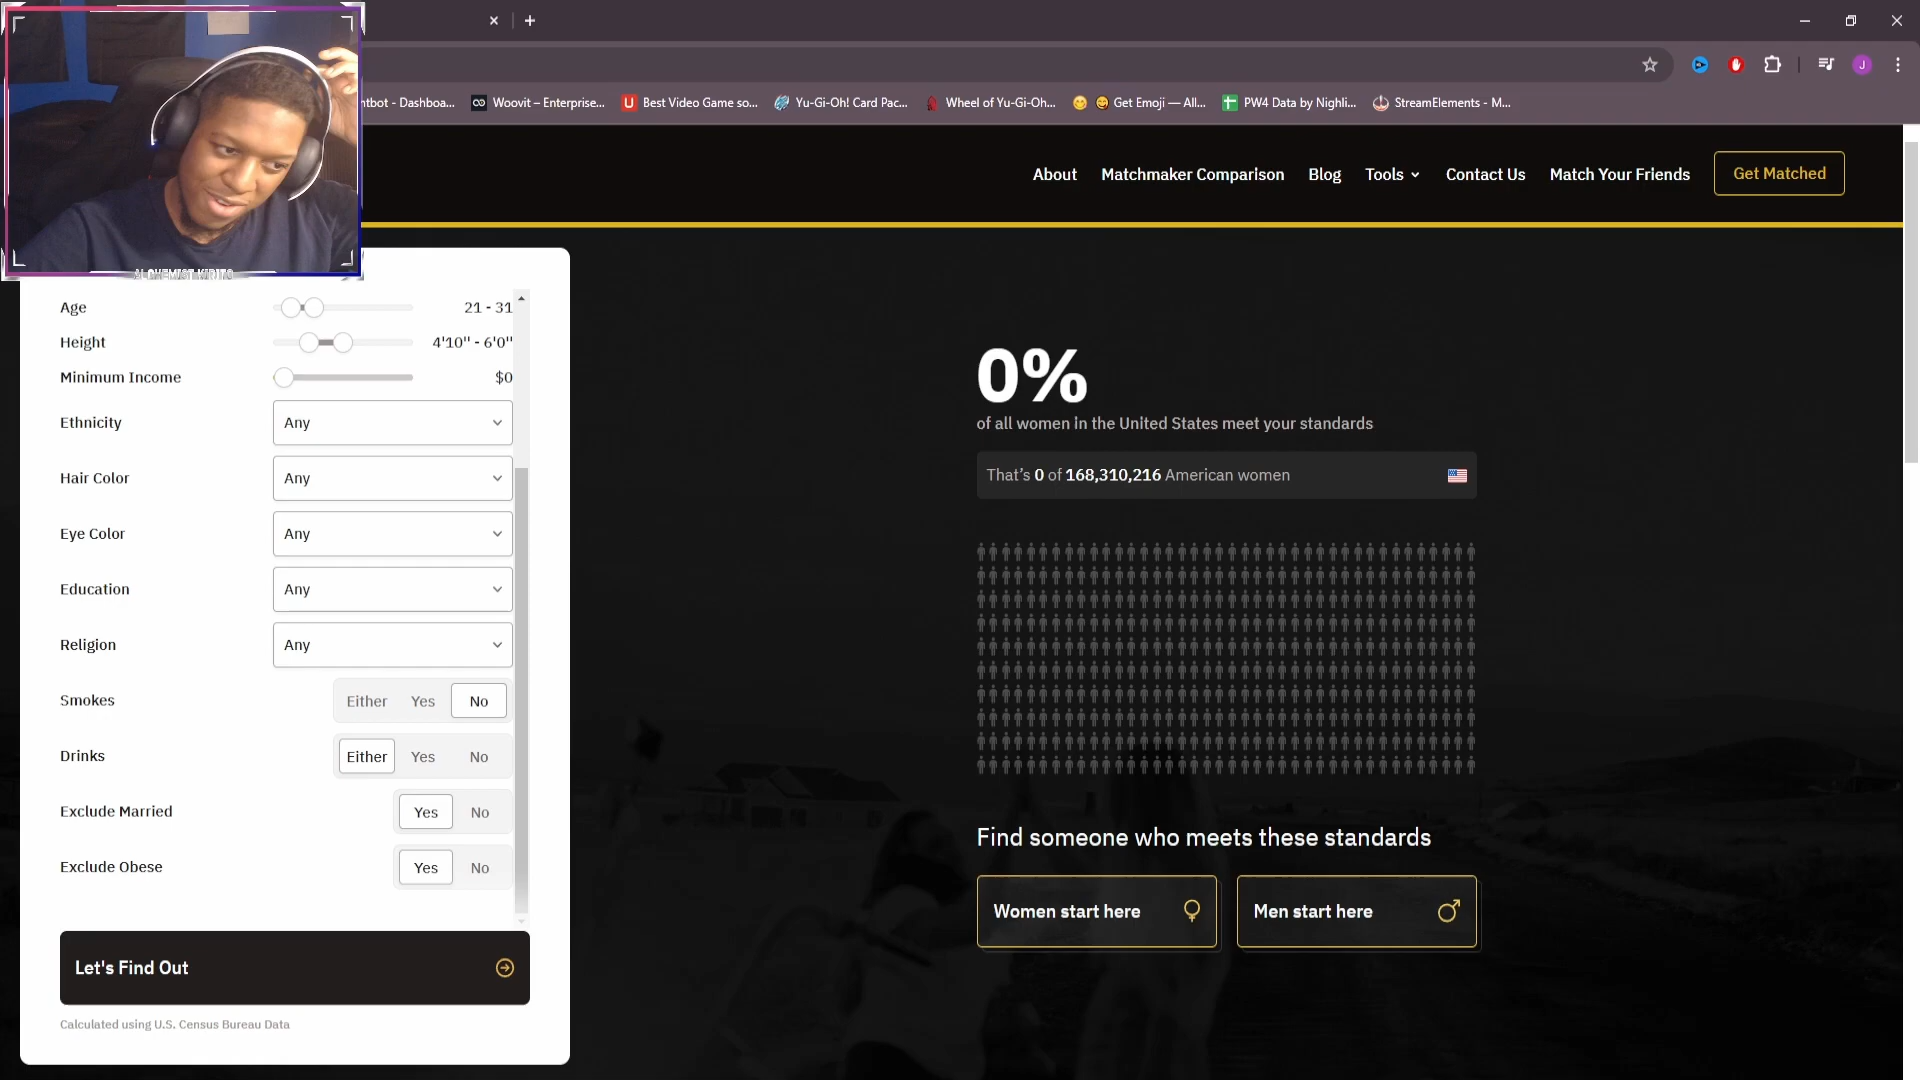 ntbot - Dashboa...
Woovit – Enterprise...
Best Video Game so...
Yu-Gi-Oh! Card Pac...
Wheel of Yu-Gi-Oh...
Get Emoji — All...
PW4 Data by Nighli...
StreamElements - M...
J
ALCHEMIST KIRITO
About
Matchmaker Comparison
Blog
Tools
Contact Us
Match Your Friends
Get Matched
Age 21 - 31
Height 4'10" - 6'0"
Minimum Income $0
Ethnicity Any
Hair Color Any
Eye Color Any
Education Any
Religion Any
Smokes Either Yes No
Drinks Either Yes No
Exclude Married Yes No
Exclude Obese Yes No
Let's Find Out
Calculated using U.S. Census Bureau Data
0%
of all women in the United States meet your standards
That's 0 of 168,310,216 American women
Find someone who meets these standards
Women start here
Men start here